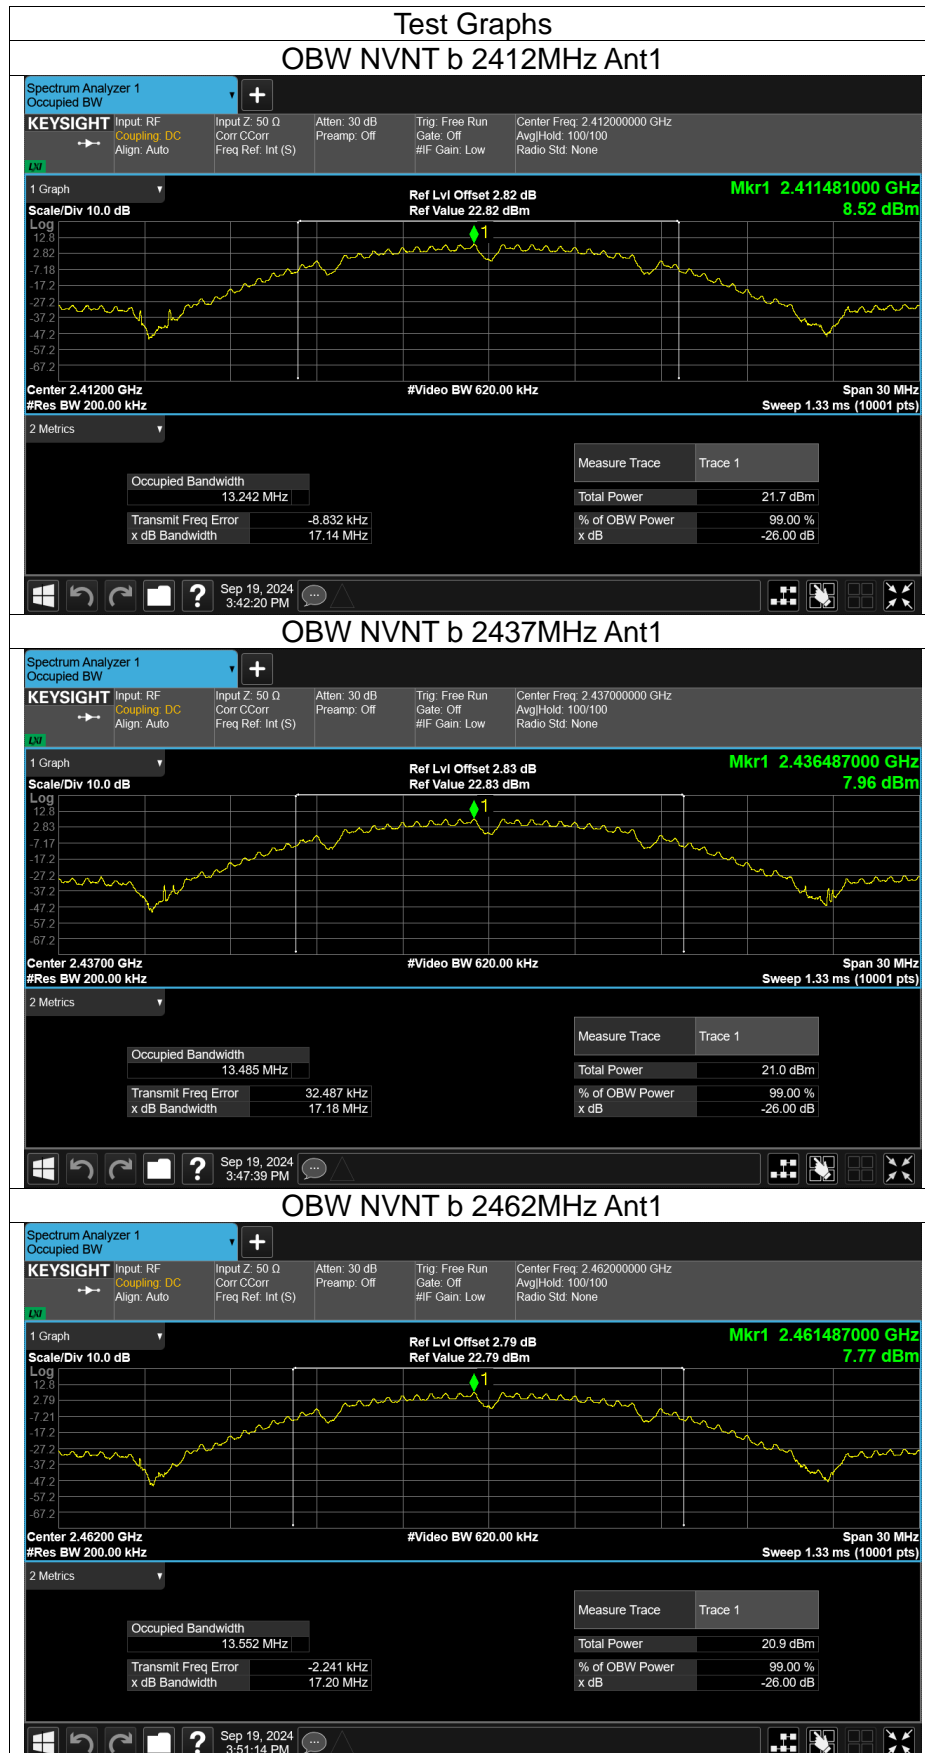 Test Graphs
OBW NVNT b 2412MHz Ant1
Spectrum Analyzer 1
Occupied BW
KEYSIGHT
Input: RF
Coupling: DC
Align: Auto
Input Z: 50 Ω
Corr CCorr
Freq Ref: Int (S)
Atten: 30 dB
Preamp: Off
Trig: Free Run
Gate: Off
#IF Gain: Low
Center Freq: 2.412000000 GHz
Avg|Hold: 100/100
Radio Std: None
LXI
1 Graph
Scale/Div 10.0 dB
Ref Lvl Offset 2.82 dB
Ref Value 22.82 dBm
Mkr1 2.411481000 GHz
8.52 dBm
Log
12.8
2.82
-7.18
-17.2
-27.2
-37.2
-47.2
-57.2
-67.2
1
Center 2.41200 GHz
#Res BW 200.00 kHz
#Video BW 620.00 kHz
Span 30 MHz
Sweep 1.33 ms (10001 pts)
2 Metrics
Occupied Bandwidth
13.242 MHz
Transmit Freq Error -8.832 kHz
x dB Bandwidth 17.14 MHz
Measure Trace Trace 1
Total Power 21.7 dBm
% of OBW Power 99.00 %
x dB -26.00 dB
Sep 19, 2024
3:42:20 PM
OBW NVNT b 2437MHz Ant1
Spectrum Analyzer 1
Occupied BW
KEYSIGHT
Input: RF
Coupling: DC
Align: Auto
Input Z: 50 Ω
Corr CCorr
Freq Ref: Int (S)
Atten: 30 dB
Preamp: Off
Trig: Free Run
Gate: Off
#IF Gain: Low
Center Freq: 2.437000000 GHz
Avg|Hold: 100/100
Radio Std: None
LXI
1 Graph
Scale/Div 10.0 dB
Ref Lvl Offset 2.83 dB
Ref Value 22.83 dBm
Mkr1 2.436487000 GHz
7.96 dBm
Log
12.8
2.83
-7.17
-17.2
-27.2
-37.2
-47.2
-57.2
-67.2
1
Center 2.43700 GHz
#Res BW 200.00 kHz
#Video BW 620.00 kHz
Span 30 MHz
Sweep 1.33 ms (10001 pts)
2 Metrics
Occupied Bandwidth
13.485 MHz
Transmit Freq Error 32.487 kHz
x dB Bandwidth 17.18 MHz
Measure Trace Trace 1
Total Power 21.0 dBm
% of OBW Power 99.00 %
x dB -26.00 dB
Sep 19, 2024
3:47:39 PM
OBW NVNT b 2462MHz Ant1
Spectrum Analyzer 1
Occupied BW
KEYSIGHT
Input: RF
Coupling: DC
Align: Auto
Input Z: 50 Ω
Corr CCorr
Freq Ref: Int (S)
Atten: 30 dB
Preamp: Off
Trig: Free Run
Gate: Off
#IF Gain: Low
Center Freq: 2.462000000 GHz
Avg|Hold: 100/100
Radio Std: None
LXI
1 Graph
Scale/Div 10.0 dB
Ref Lvl Offset 2.79 dB
Ref Value 22.79 dBm
Mkr1 2.461487000 GHz
7.77 dBm
Log
12.8
2.79
-7.21
-17.2
-27.2
-37.2
-47.2
-57.2
-67.2
1
Center 2.46200 GHz
#Res BW 200.00 kHz
#Video BW 620.00 kHz
Span 30 MHz
Sweep 1.33 ms (10001 pts)
2 Metrics
Occupied Bandwidth
13.552 MHz
Transmit Freq Error -2.241 kHz
x dB Bandwidth 17.20 MHz
Measure Trace Trace 1
Total Power 20.9 dBm
% of OBW Power 99.00 %
x dB -26.00 dB
Sep 19, 2024
3:51:14 PM